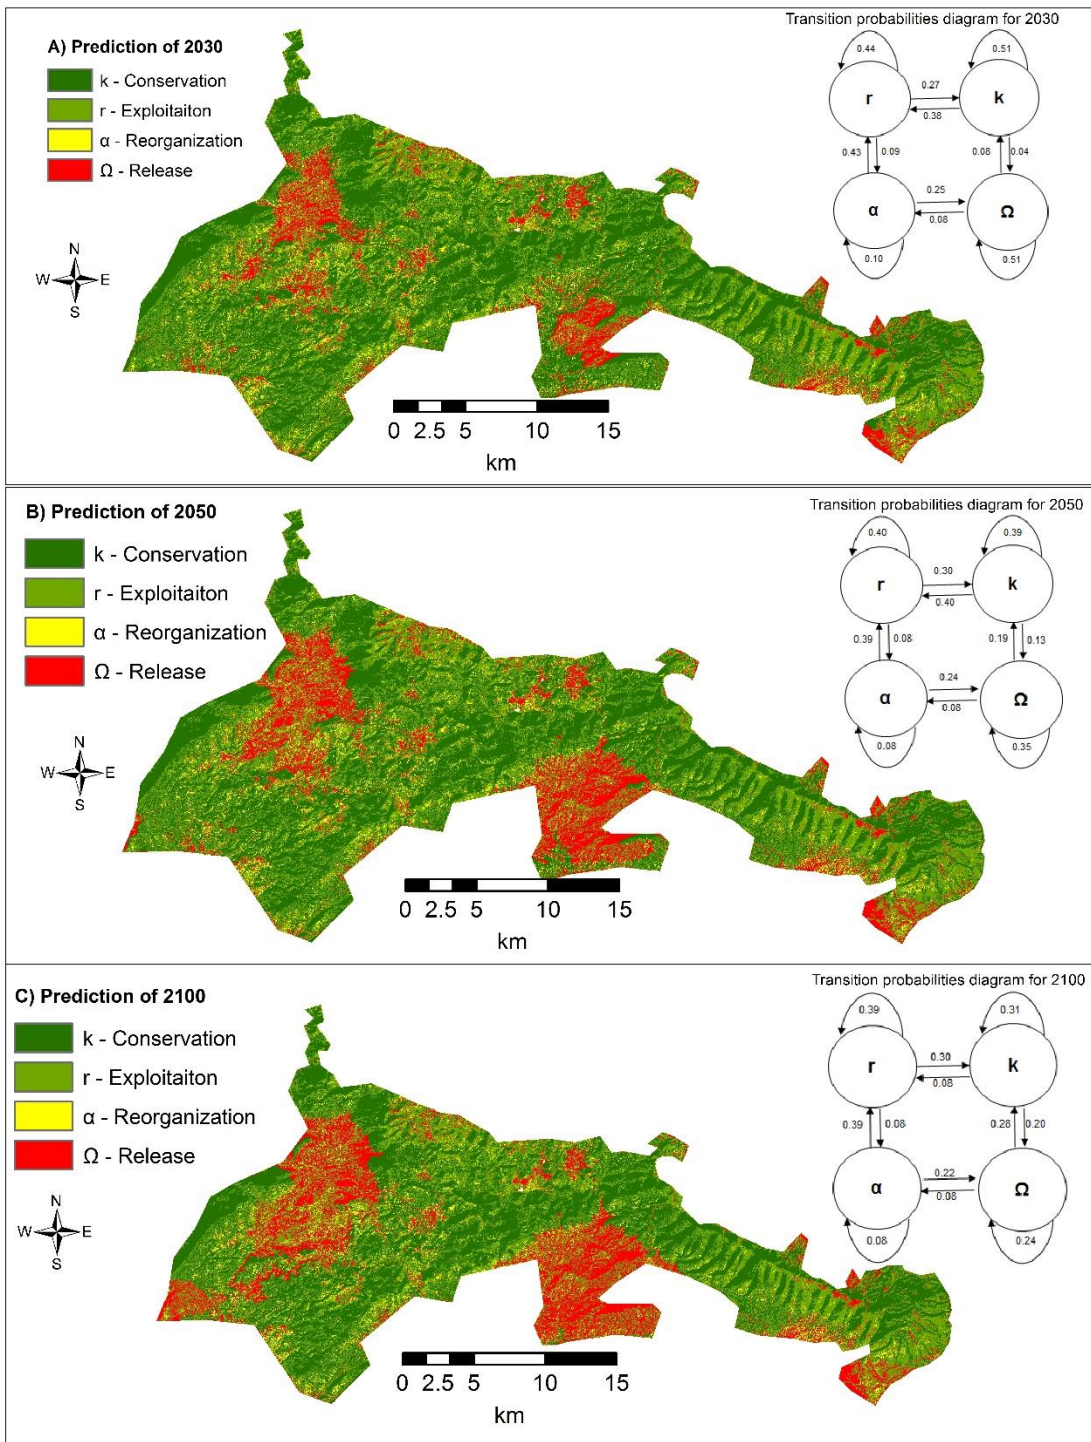 Transition probabilities diagram for 2030
A) Prediction of 2030
k - Conservation
r - Exploitaiton
α - Reorganization
Ω - Release
0.44
0.51
r
0.27
0.38
k
0.43
0.09
0.08
0.04
α
0.25
0.08
Ω
0.10
0.51
N
W
E
S
0 2.5 5 10 15
km
B) Prediction of 2050
Transition probabilities diagram for 2050
k - Conservation
r - Exploitaiton
α - Reorganization
Ω - Release
0.40
0.39
r
0.30
0.40
k
0.39
0.08
0.19
0.13
α
0.24
0.08
Ω
0.08
0.35
N
W
E
S
0 2.5 5 10 15
km
C) Prediction of 2100
Transition probabilities diagram for 2100
k - Conservation
r - Exploitaiton
α - Reorganization
Ω - Release
0.39
0.31
r
0.30
0.08
k
0.39
0.08
0.28
0.20
α
0.22
0.08
Ω
0.08
0.24
N
W
E
S
0 2.5 5 10 15
km